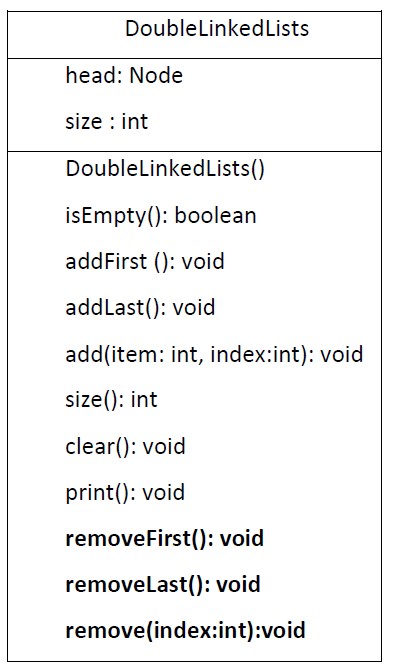 DoubleLinkedLists
head: Node
size : int
DoubleLinkedLists()
isEmpty(): boolean
addFirst (): void
addLast(): void
add(item: int, index:int): void
size(): int
clear(): void
print(): void
removeFirst(): void
removeLast(): void
remove(index:int):void